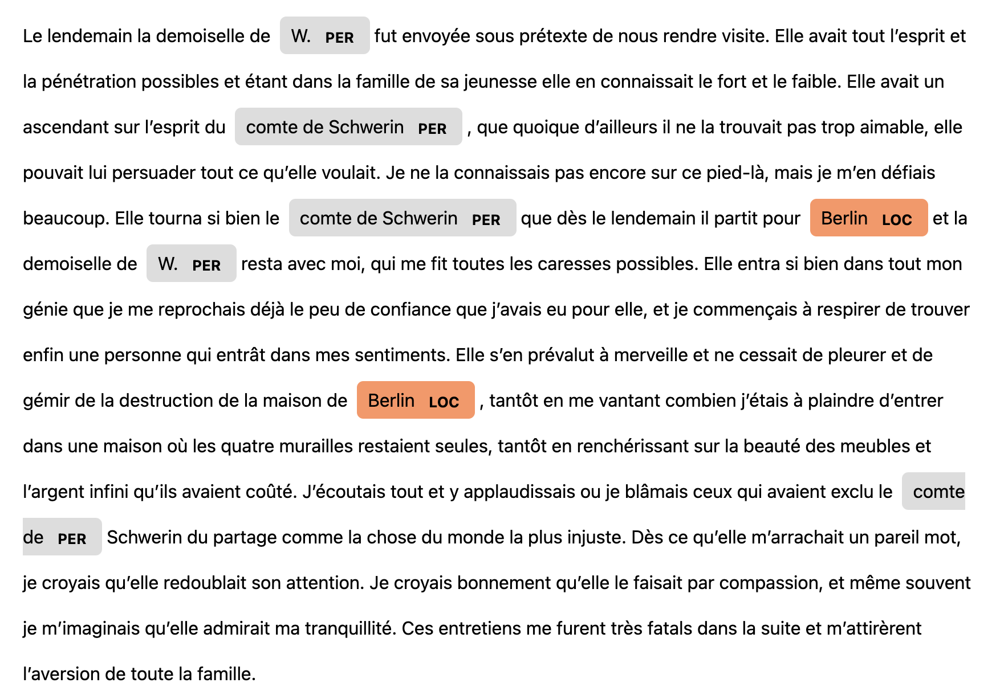 Le lendemain la demoiselle de W. PER fut envoyée sous prétexte de nous rendre visite. Elle avait tout l’esprit et
la pénétration possibles et étant dans la famille de sa jeunesse elle en connaissait le fort et le faible. Elle avait un
ascendant sur l’esprit du comte de Schwerin PER , que quoique d’ailleurs il ne la trouvait pas trop aimable, elle
pouvait lui persuader tout ce qu’elle voulait. Je ne la connaissais pas encore sur ce pied-là, mais je m’en défiais
beaucoup. Elle tourna si bien le comte de Schwerin PER que dès le lendemain il partit pour Berlin LOC et la
demoiselle de W. PER resta avec moi, qui me fit toutes les caresses possibles. Elle entra si bien dans tout mon
génie que je me reprochais déjà le peu de confiance que j’avais eu pour elle, et je commençais à respirer de trouver
enfin une personne qui entrât dans mes sentiments. Elle s’en prévalut à merveille et ne cessait de pleurer et de
gémir de la destruction de la maison de Berlin LOC , tantôt en me vantant combien j’étais à plaindre d’entrer
dans une maison où les quatre murailles restaient seules, tantôt en renchérissant sur la beauté des meubles et
l’argent infini qu’ils avaient coûté. J’écoutais tout et y applaudissais ou je blâmais ceux qui avaient exclu le comte
de PER Schwerin du partage comme la chose du monde la plus injuste. Dès ce qu’elle m’arrachait un pareil mot,
je croyais qu’elle redoublait son attention. Je croyais bonnement qu’elle le faisait par compassion, et même souvent
je m’imaginais qu’elle admirait ma tranquillité. Ces entretiens me furent très fatals dans la suite et m’attirèrent
l’aversion de toute la famille.